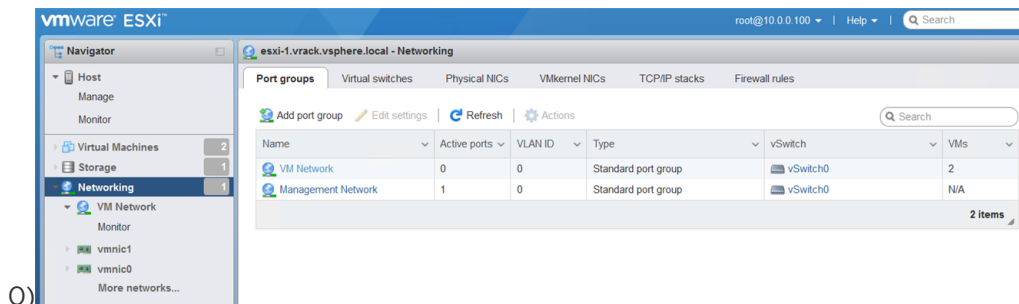 vmware ESXi™
root@10.0.0.100 | Help | Search
Navigator
esxi-1.vrack.vsphere.local - Networking
Host
Manage
Monitor
Virtual Machines 2
Storage 1
Networking 1
VM Network
Monitor
vmnic1
vmnic0
More networks...
Port groups Virtual switches Physical NICs VMkernel NICs TCP/IP stacks Firewall rules
Add port group Edit settings | Refresh | Actions Search
Name Active ports VLAN ID Type vSwitch VMs
VM Network 0 0 Standard port group vSwitch0 2
Management Network 1 0 Standard port group vSwitch0 N/A
2 items
O)